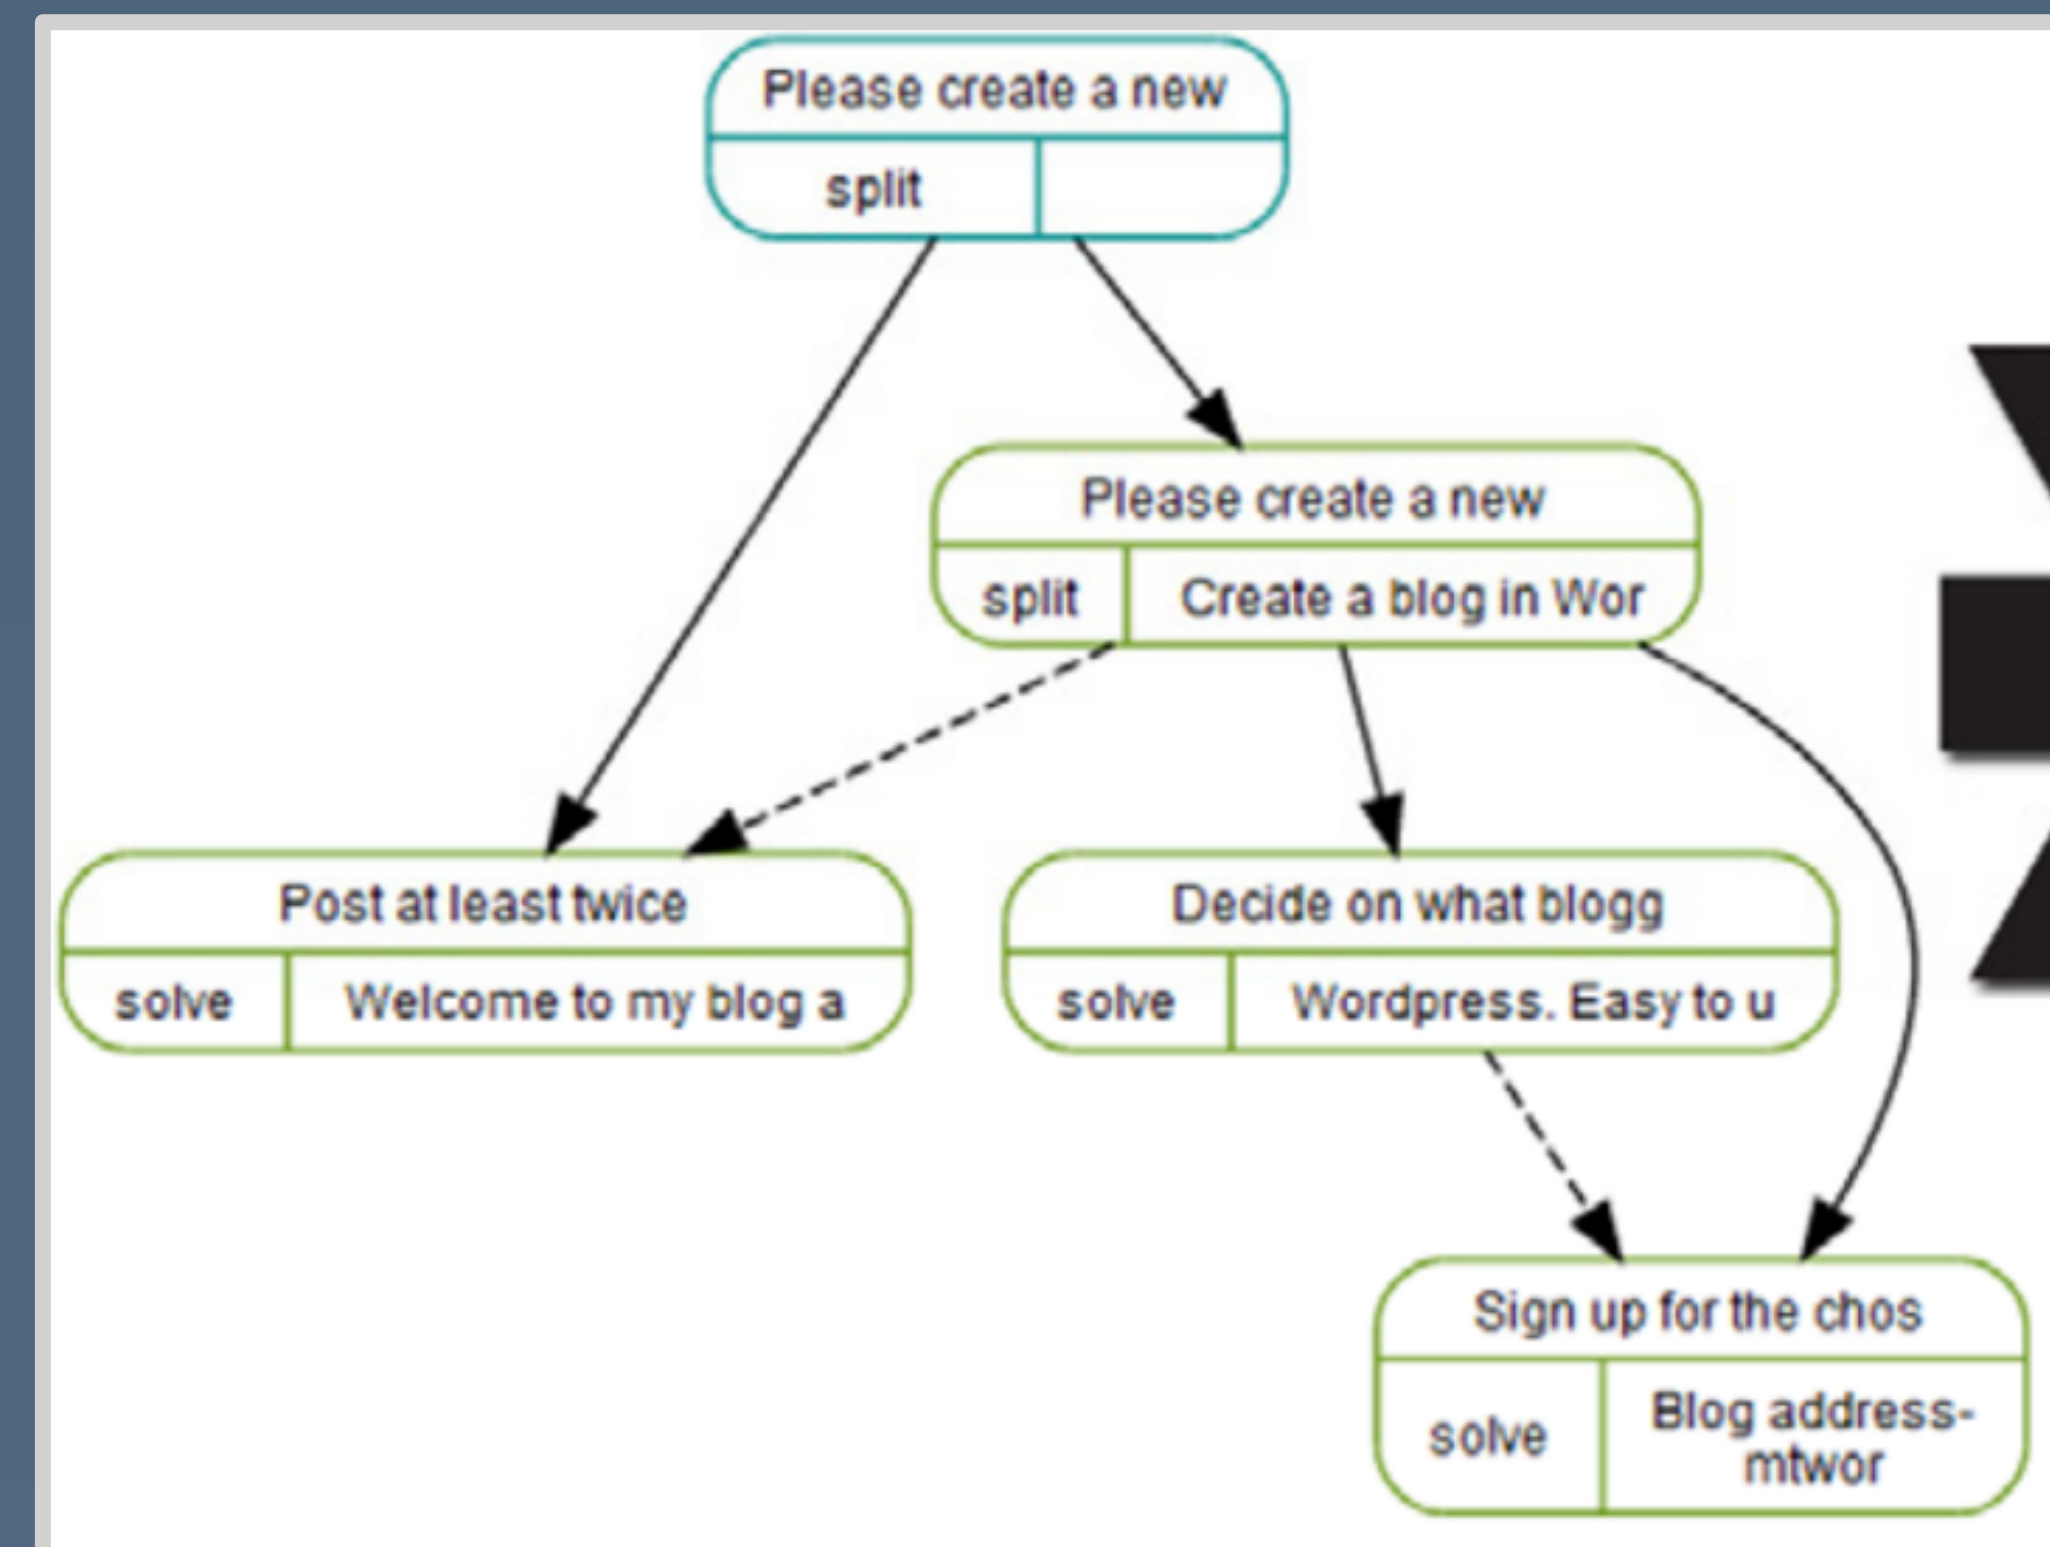 Please create a new
split
Please create a new
split
Create a blog in Wor
Post at least twice
solve
Welcome to my blog a
Decide on what blogg
solve
Wordpress. Easy to u
Sign up for the chos
solve
Blog address-
mtwor